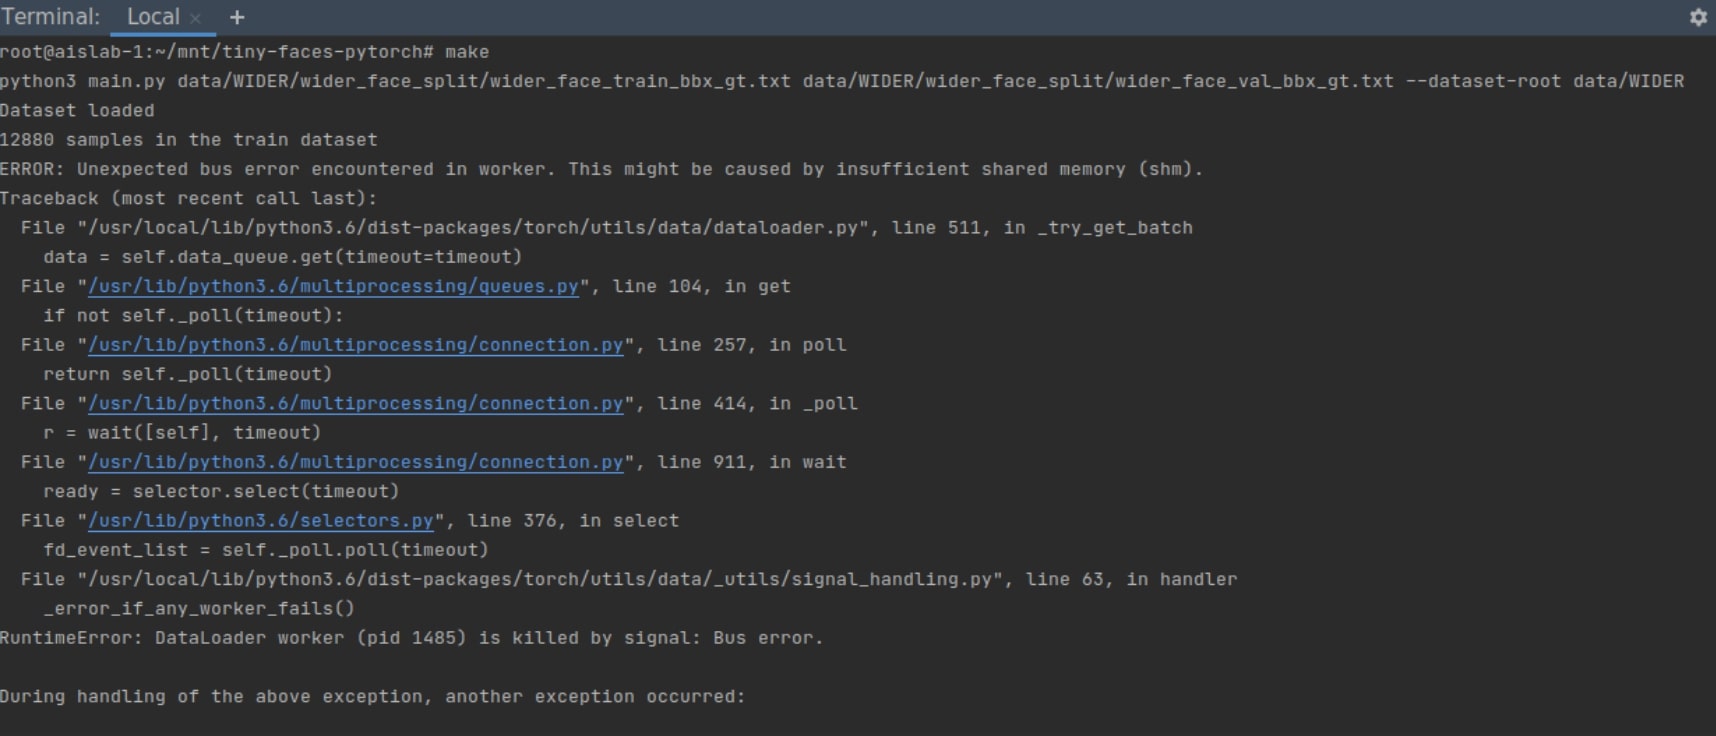 Terminal: Local × +
root@aislab-1:~/mnt/tiny-faces-pytorch# make
python3 main.py data/WIDER/wider_face_split/wider_face_train_bbx_gt.txt data/WIDER/wider_face_split/wider_face_val_bbx_gt.txt --dataset-root data/WIDER
Dataset loaded
12880 samples in the train dataset
ERROR: Unexpected bus error encountered in worker. This might be caused by insufficient shared memory (shm).
Traceback (most recent call last):
  File "/usr/local/lib/python3.6/dist-packages/torch/utils/data/dataloader.py", line 511, in _try_get_batch
    data = self.data_queue.get(timeout=timeout)
  File "/usr/lib/python3.6/multiprocessing/queues.py", line 104, in get
    if not self._poll(timeout):
  File "/usr/lib/python3.6/multiprocessing/connection.py", line 257, in poll
    return self._poll(timeout)
  File "/usr/lib/python3.6/multiprocessing/connection.py", line 414, in _poll
    r = wait([self], timeout)
  File "/usr/lib/python3.6/multiprocessing/connection.py", line 911, in wait
    ready = selector.select(timeout)
  File "/usr/lib/python3.6/selectors.py", line 376, in select
    fd_event_list = self._poll.poll(timeout)
  File "/usr/local/lib/python3.6/dist-packages/torch/utils/data/_utils/signal_handling.py", line 63, in handler
    _error_if_any_worker_fails()
RuntimeError: DataLoader worker (pid 1485) is killed by signal: Bus error.
During handling of the above exception, another exception occurred: